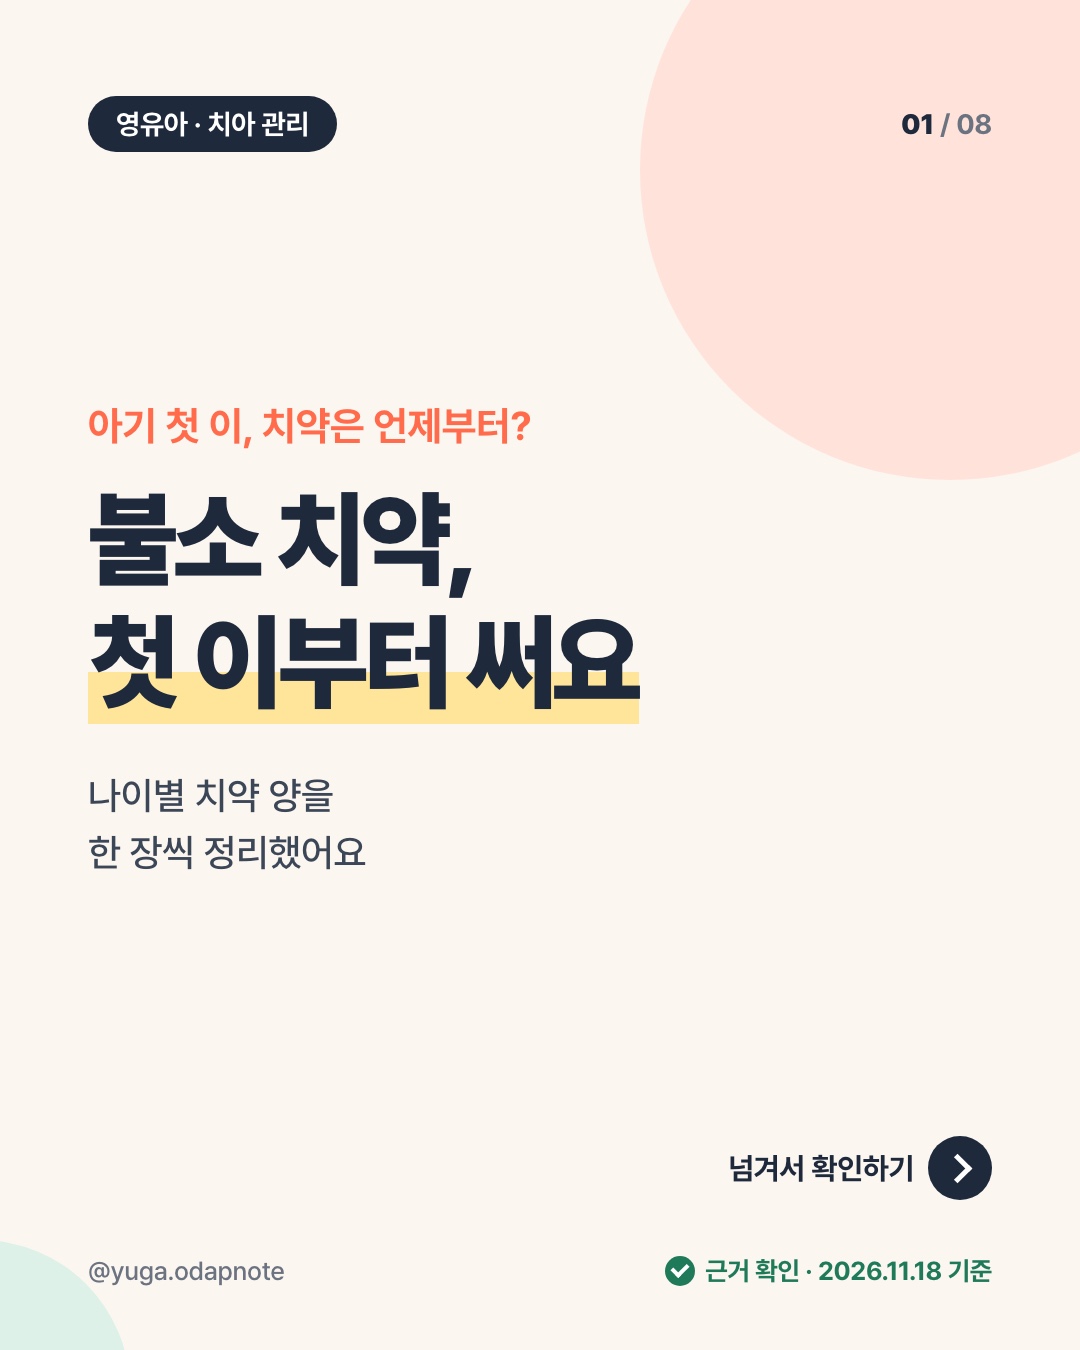 영유아 · 치아 관리
01 / 08
아기 첫 이, 치약은 언제부터?
불소 치약,
첫 이부터 써요
나이별 치약 양을
한 장씩 정리했어요
넘겨서 확인하기
@yuga.odapnote
근거 확인 · 2026.11.18 기준